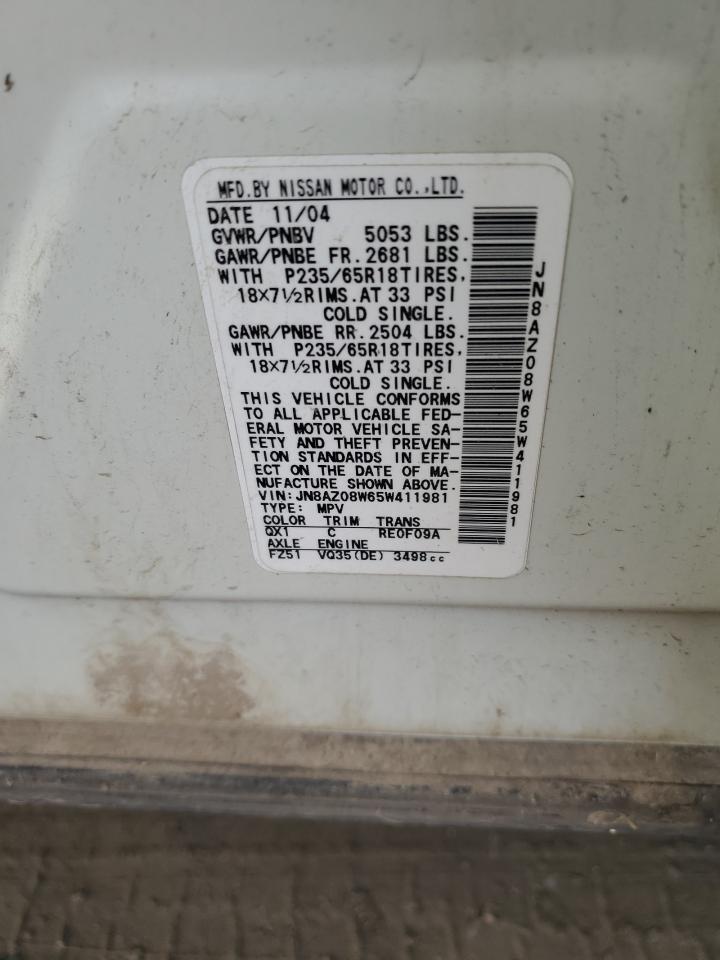 MFD.BY NISSAN MOTOR CO.,LTD.
DATE 11/04
GVWR/PNBV 5053 LBS.
GAWR/PNBE FR.2681 LBS.
WITH P235/65R18TIRES,
18X7½RIMS.AT 33 PSI
COLD SINGLE.
GAWR/PNBE RR.2504 LBS.
WITH P235/65R18TIRES,
18X7½RIMS.AT 33 PSI
COLD SINGLE.
THIS VEHICLE CONFORMS
TO ALL APPLICABLE FED-
ERAL MOTOR VEHICLE SA-
FETY AND THEFT PREVEN-
TION STANDARDS IN EFF-
ECT ON THE DATE OF MA-
NUFACTURE SHOWN ABOVE.
VIN:JN8AZ08W65W411981
TYPE: MPV
COLOR TRIM TRANS
QX1 C RE0F09A
AXLE ENGINE
FZ51 VQ35(DE) 3498cc
JN8AZ08W65W411981